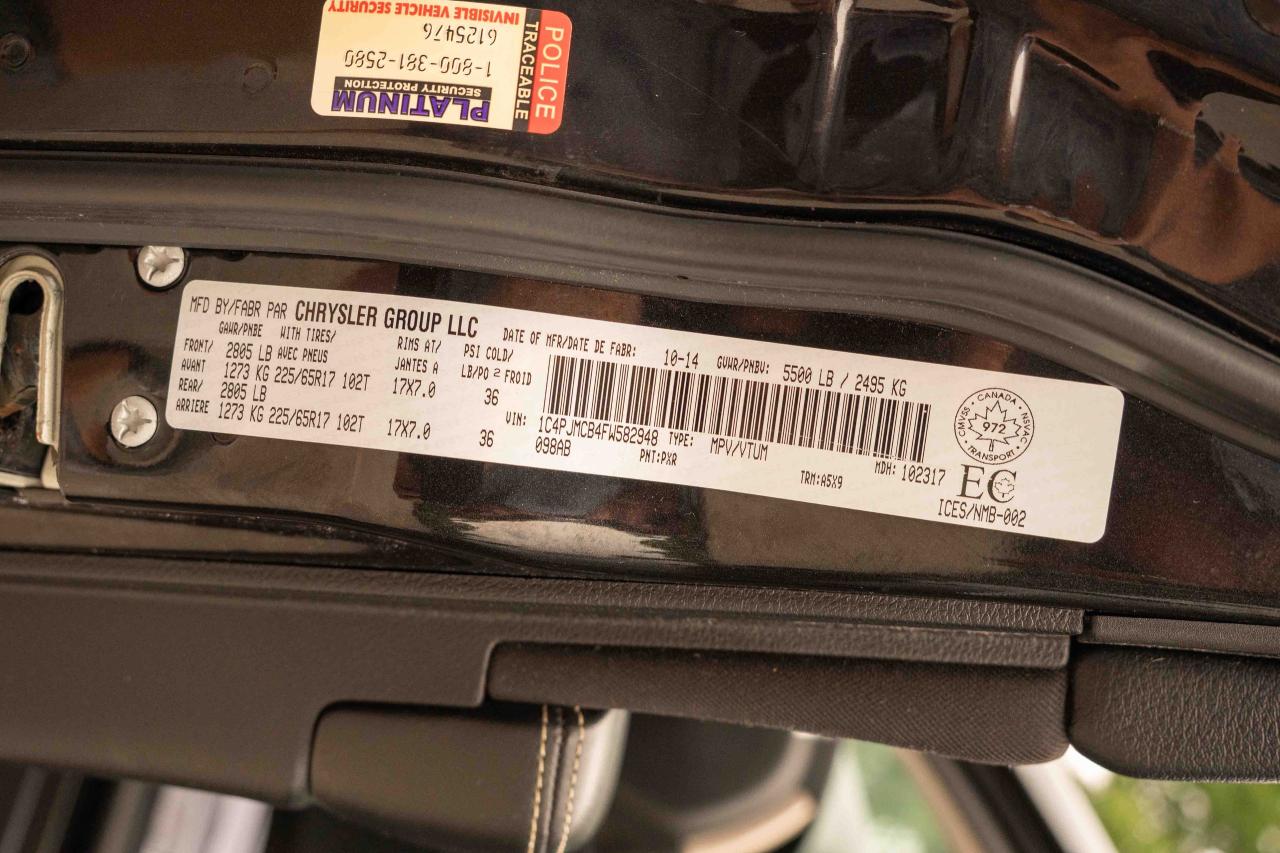 INVISIBLE VEHICLE SECURITY
6125476
1-800-381-2580
SECURITY PROTECTION
PLATINUM
POLICE
TRACEABLE
MFD BY/FABR PAR CHRYSLER GROUP LLC DATE OF MFR/DATE DE FABR: 10-14 GVWR/PNBV: 5500 LB / 2495 KG
GAWR/PNBE WITH TIRES/ RIMS AT/ PSI COLD/
FRONT/ 2805 LB AVEC PNEUS JANTES A LB/PO² FROID
AVANT 1273 KG 225/65R17 102T 17X7.0 36
REAR/ 2805 LB
ARRIERE 1273 KG 225/65R17 102T 17X7.0 36
VIN: 1C4PJMCB4FW582948 TYPE: MPV/VTUM MDH: 102317
098AB PNT:PXR TRM:A5X9
CANADA
CMVSS 972 NSVAC
TRANSPORT
EC
ICES/NMB-002